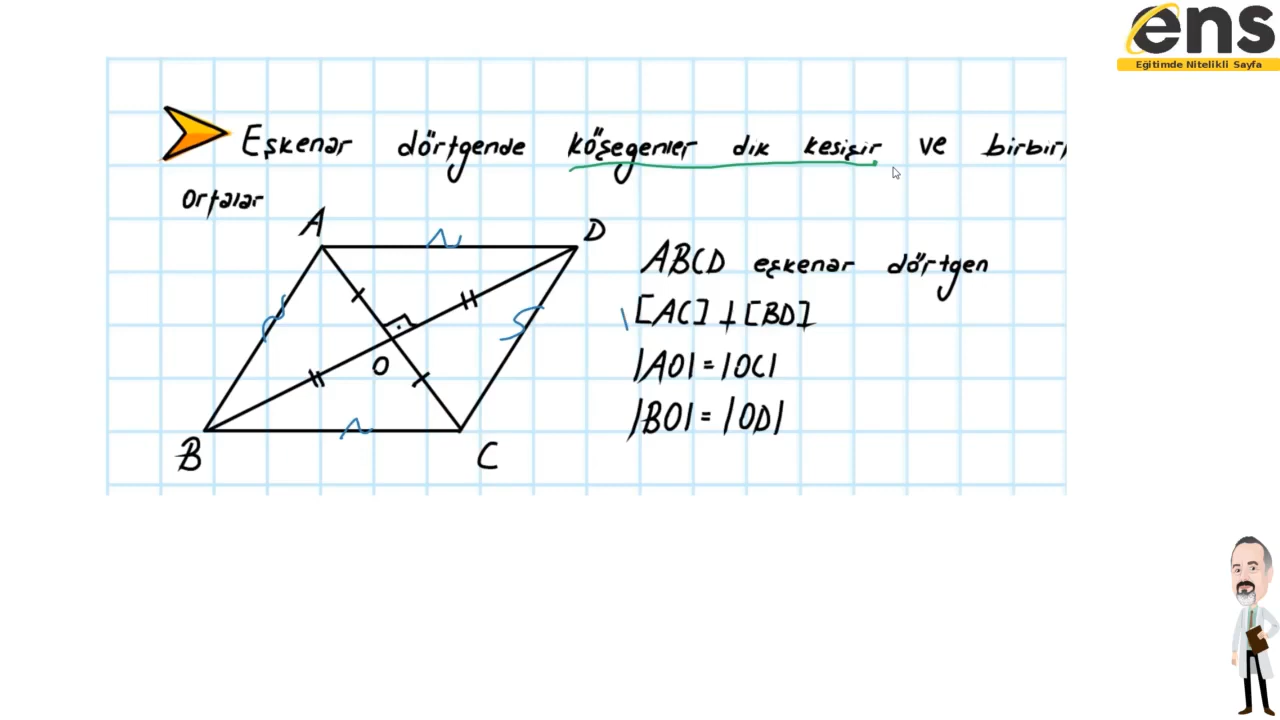 ens
Eğitimde Nitelikli Sayfa
Eşkenar dörtgende köşegenler dik kesişir ve birbiri
Ortalar
A
D
ABCD eşkenar dörtgen
[AC] ⊥ [BD]
O
|AO| = |OC|
|BO| = |OD|
B
C